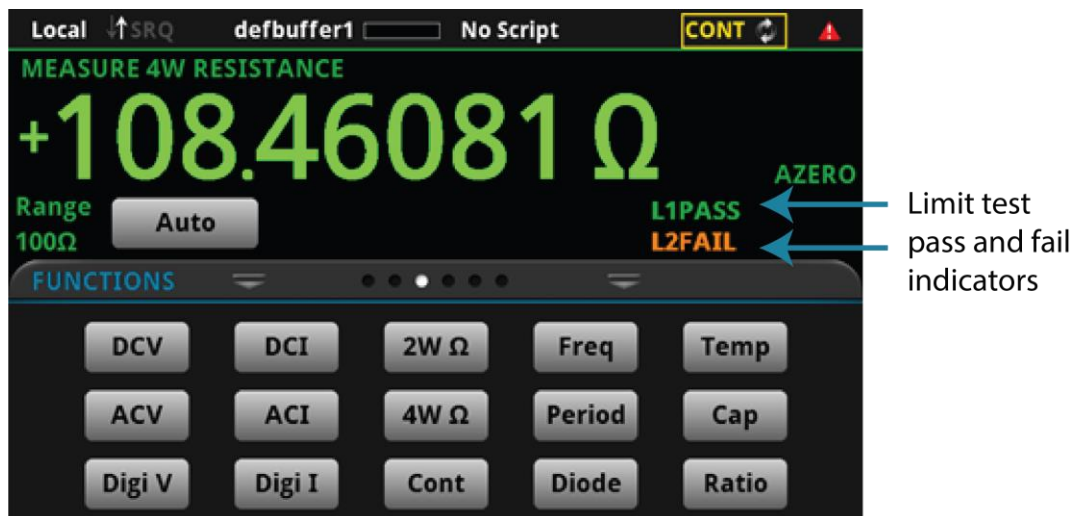 Local ↓↑SRQ defbuffer1 No Script CONT
MEASURE 4W RESISTANCE
+108.46081 Ω
AZERO
Range
100Ω
Auto
L1PASS
L2FAIL
Limit test
pass and fail
indicators
FUNCTIONS
DCV DCI 2W Ω Freq Temp
ACV ACI 4W Ω Period Cap
Digi V Digi I Cont Diode Ratio